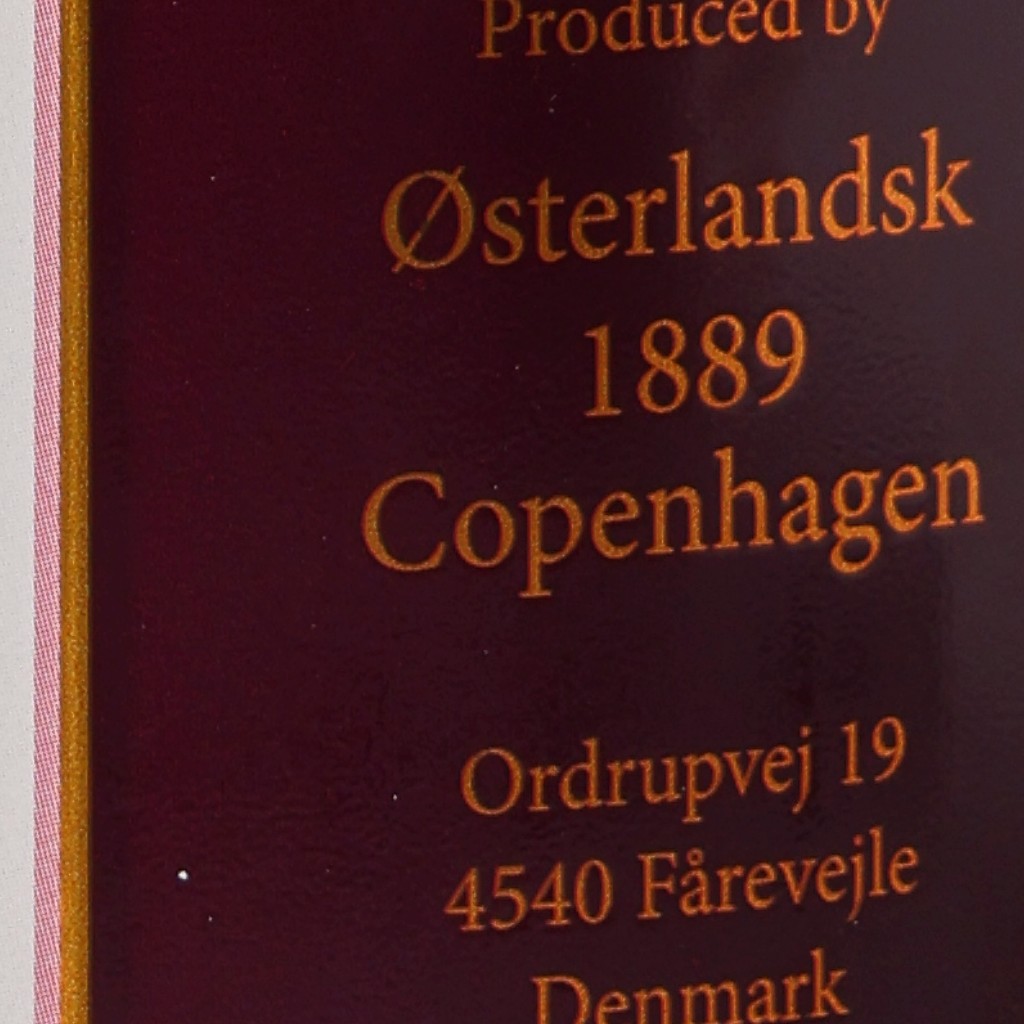 Produced by
Østerlandsk
1889
Copenhagen
Ordrupvej 19
4540 Fårevejle
Denmark